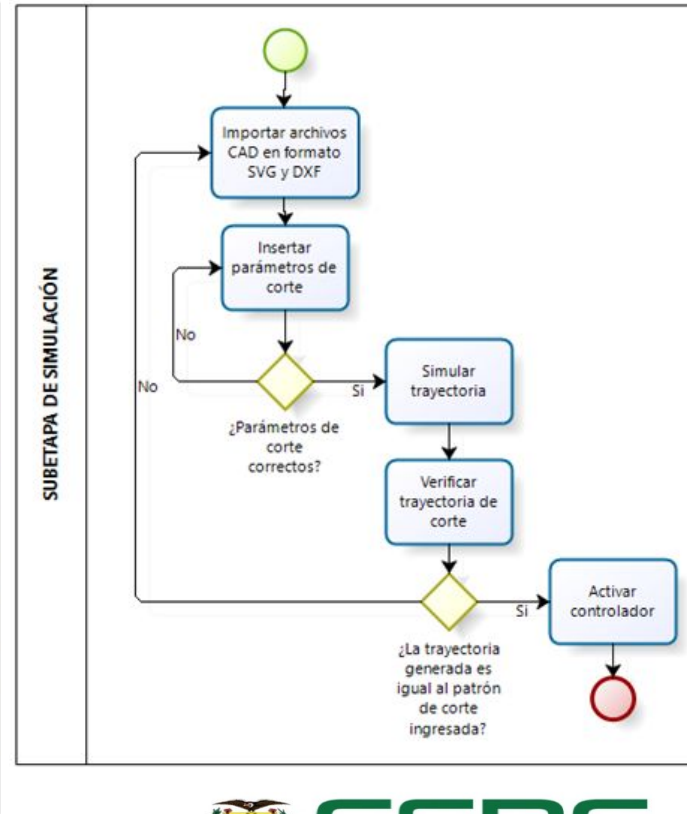 SUBETAPA DE SIMULACIÓN
Importar archivos
CAD en formato
SVG y DXF
Insertar
parámetros de
corte
No
¿Parámetros de
corte
correctos?
Si
Simular
trayectoria
Verificar
trayectoria de
corte
No
¿La trayectoria
generada es
igual al patrón
de corte
ingresada?
Si
Activar
controlador